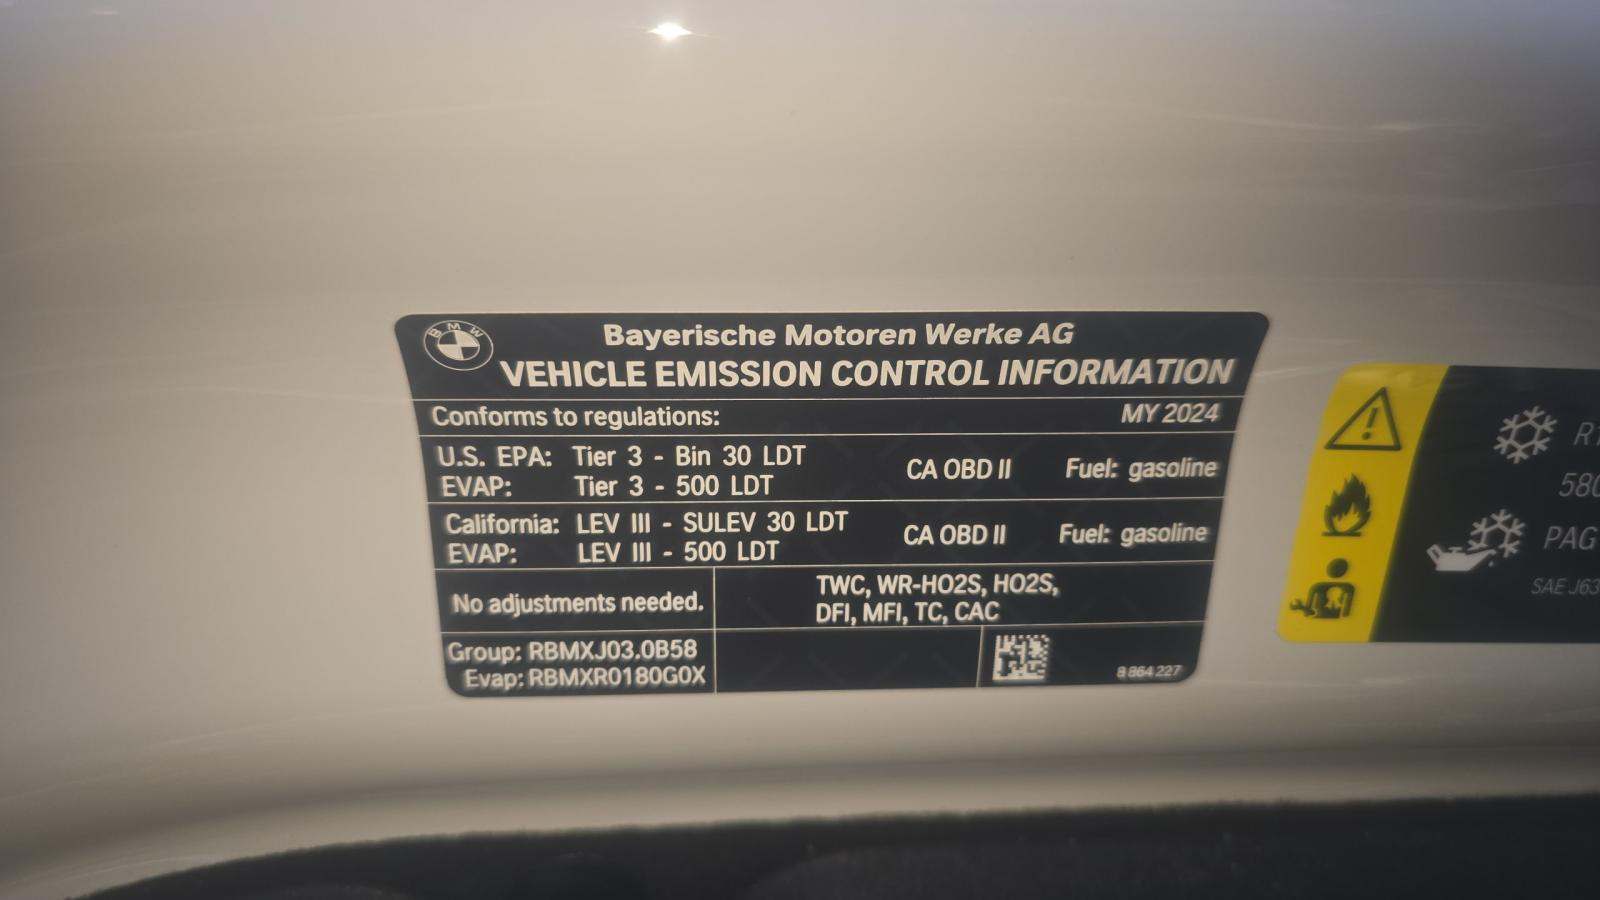 BMW
Bayerische Motoren Werke AG
VEHICLE EMISSION CONTROL INFORMATION
Conforms to regulations: MY 2024
U.S. EPA: Tier 3 - Bin 30 LDT CA OBD II Fuel: gasoline
EVAP: Tier 3 - 500 LDT
California: LEV III - SULEV 30 LDT CA OBD II Fuel: gasoline
EVAP: LEV III - 500 LDT
No adjustments needed.
TWC, WR-HO2S, HO2S,
DFI, MFI, TC, CAC
Group: RBMXJ03.0B58
Evap: RBMXR0180G0X
8 864 227
580
PAG
SAE J63